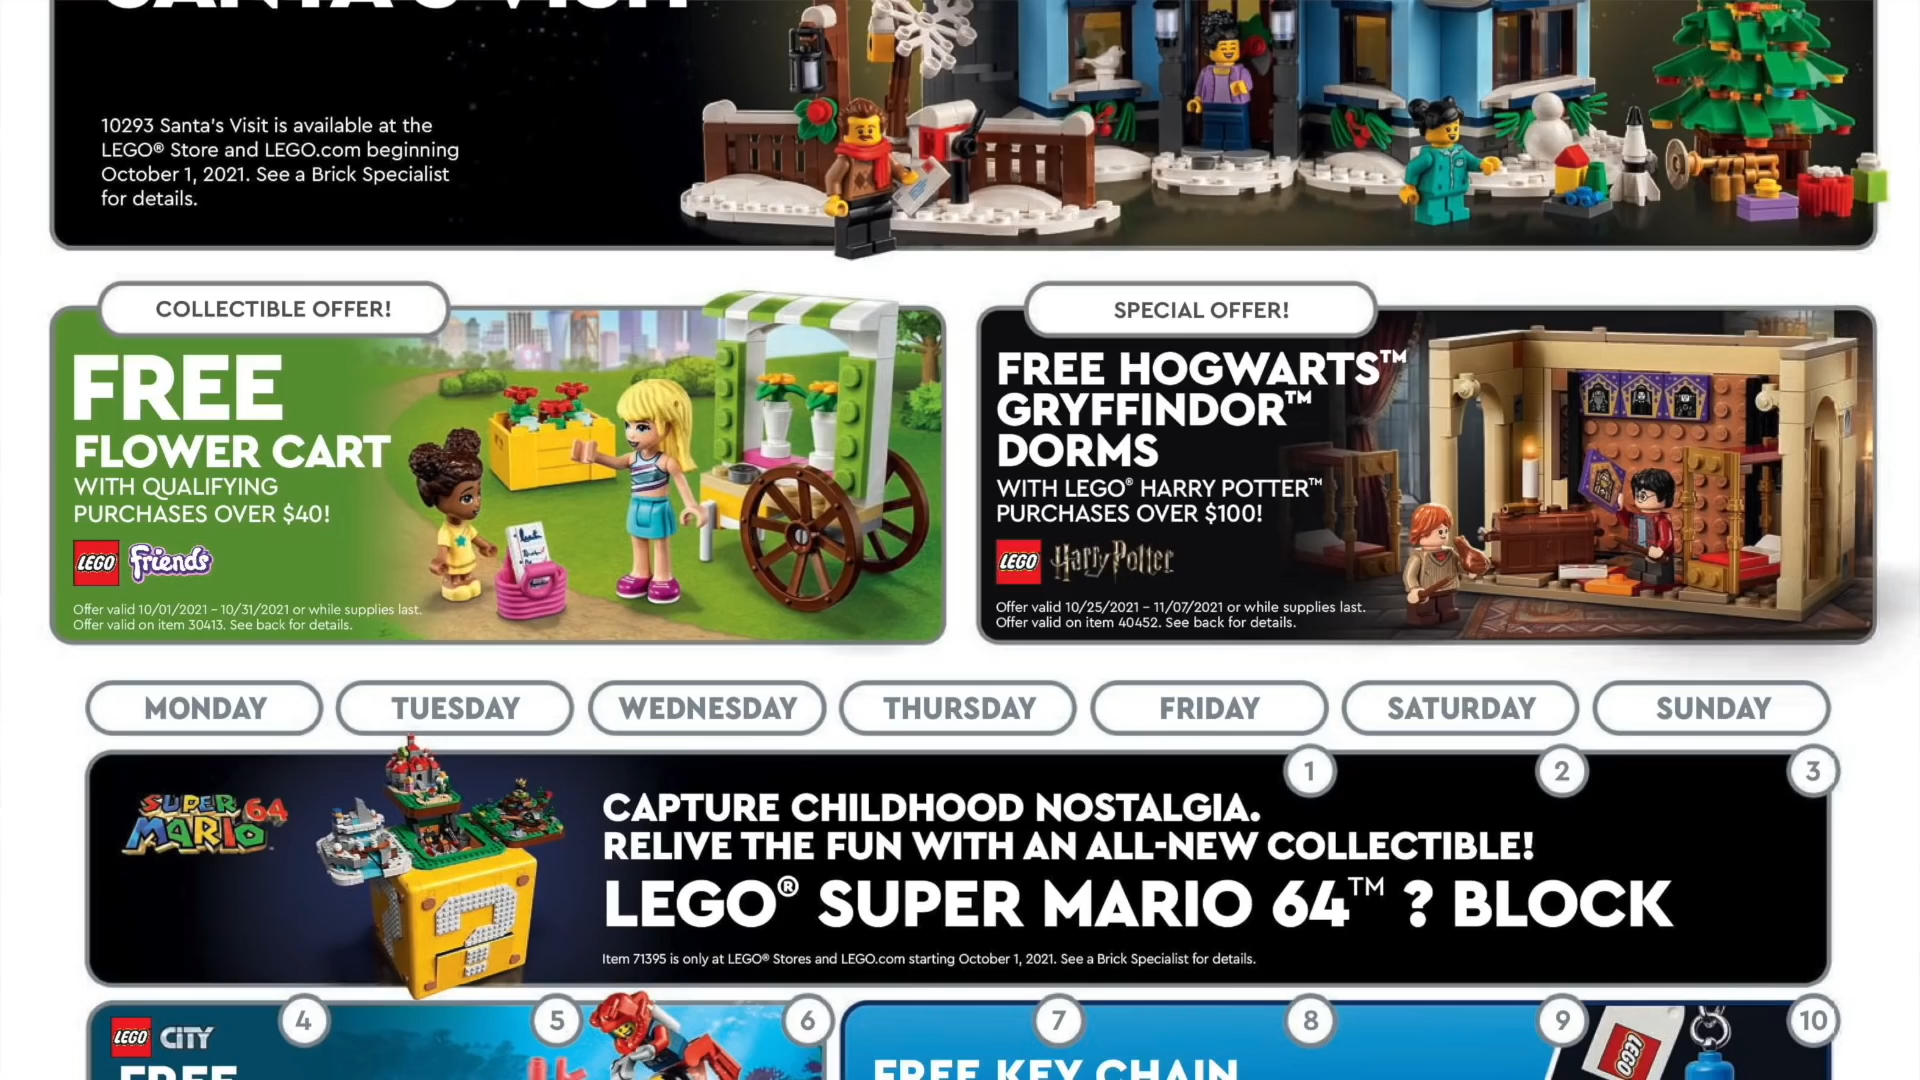 SANTA'S VISIT
10293 Santa's Visit is available at the
LEGO® Store and LEGO.com beginning
October 1, 2021. See a Brick Specialist
for details.
COLLECTIBLE OFFER!
FREE
FLOWER CART
WITH QUALIFYING
PURCHASES OVER $40!
LEGO friends
Offer valid 10/01/2021 – 10/31/2021 or while supplies last.
Offer valid on item 30413. See back for details.
SPECIAL OFFER!
FREE HOGWARTS™
GRYFFINDOR™
DORMS
WITH LEGO® HARRY POTTER™
PURCHASES OVER $100!
LEGO Harry Potter
Offer valid 10/25/2021 – 11/07/2021 or while supplies last.
Offer valid on item 40452. See back for details.
MONDAY TUESDAY WEDNESDAY THURSDAY FRIDAY SATURDAY SUNDAY
1 2 3
SUPER MARIO 64
CAPTURE CHILDHOOD NOSTALGIA.
RELIVE THE FUN WITH AN ALL-NEW COLLECTIBLE!
LEGO® SUPER MARIO 64™ ? BLOCK
Item 71395 is only at LEGO® Stores and LEGO.com starting October 1, 2021. See a Brick Specialist for details.
4 5 6 7 8 9 10
LEGO CITY
FREE
FREE KEY CHAIN
LEGO